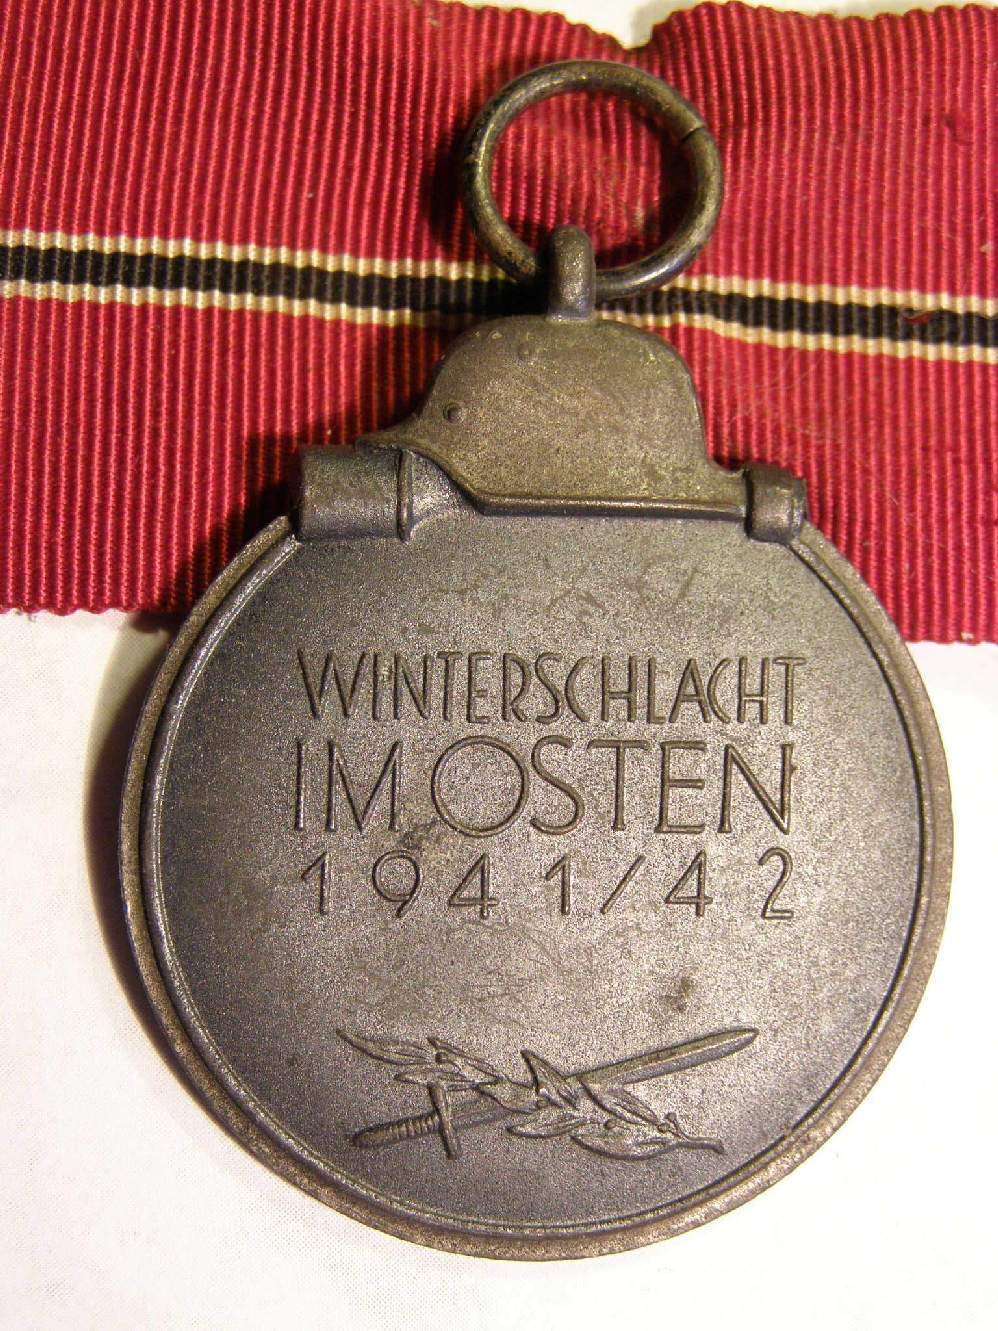 WINTERSCHLACHT
IM OSTEN
1941/42